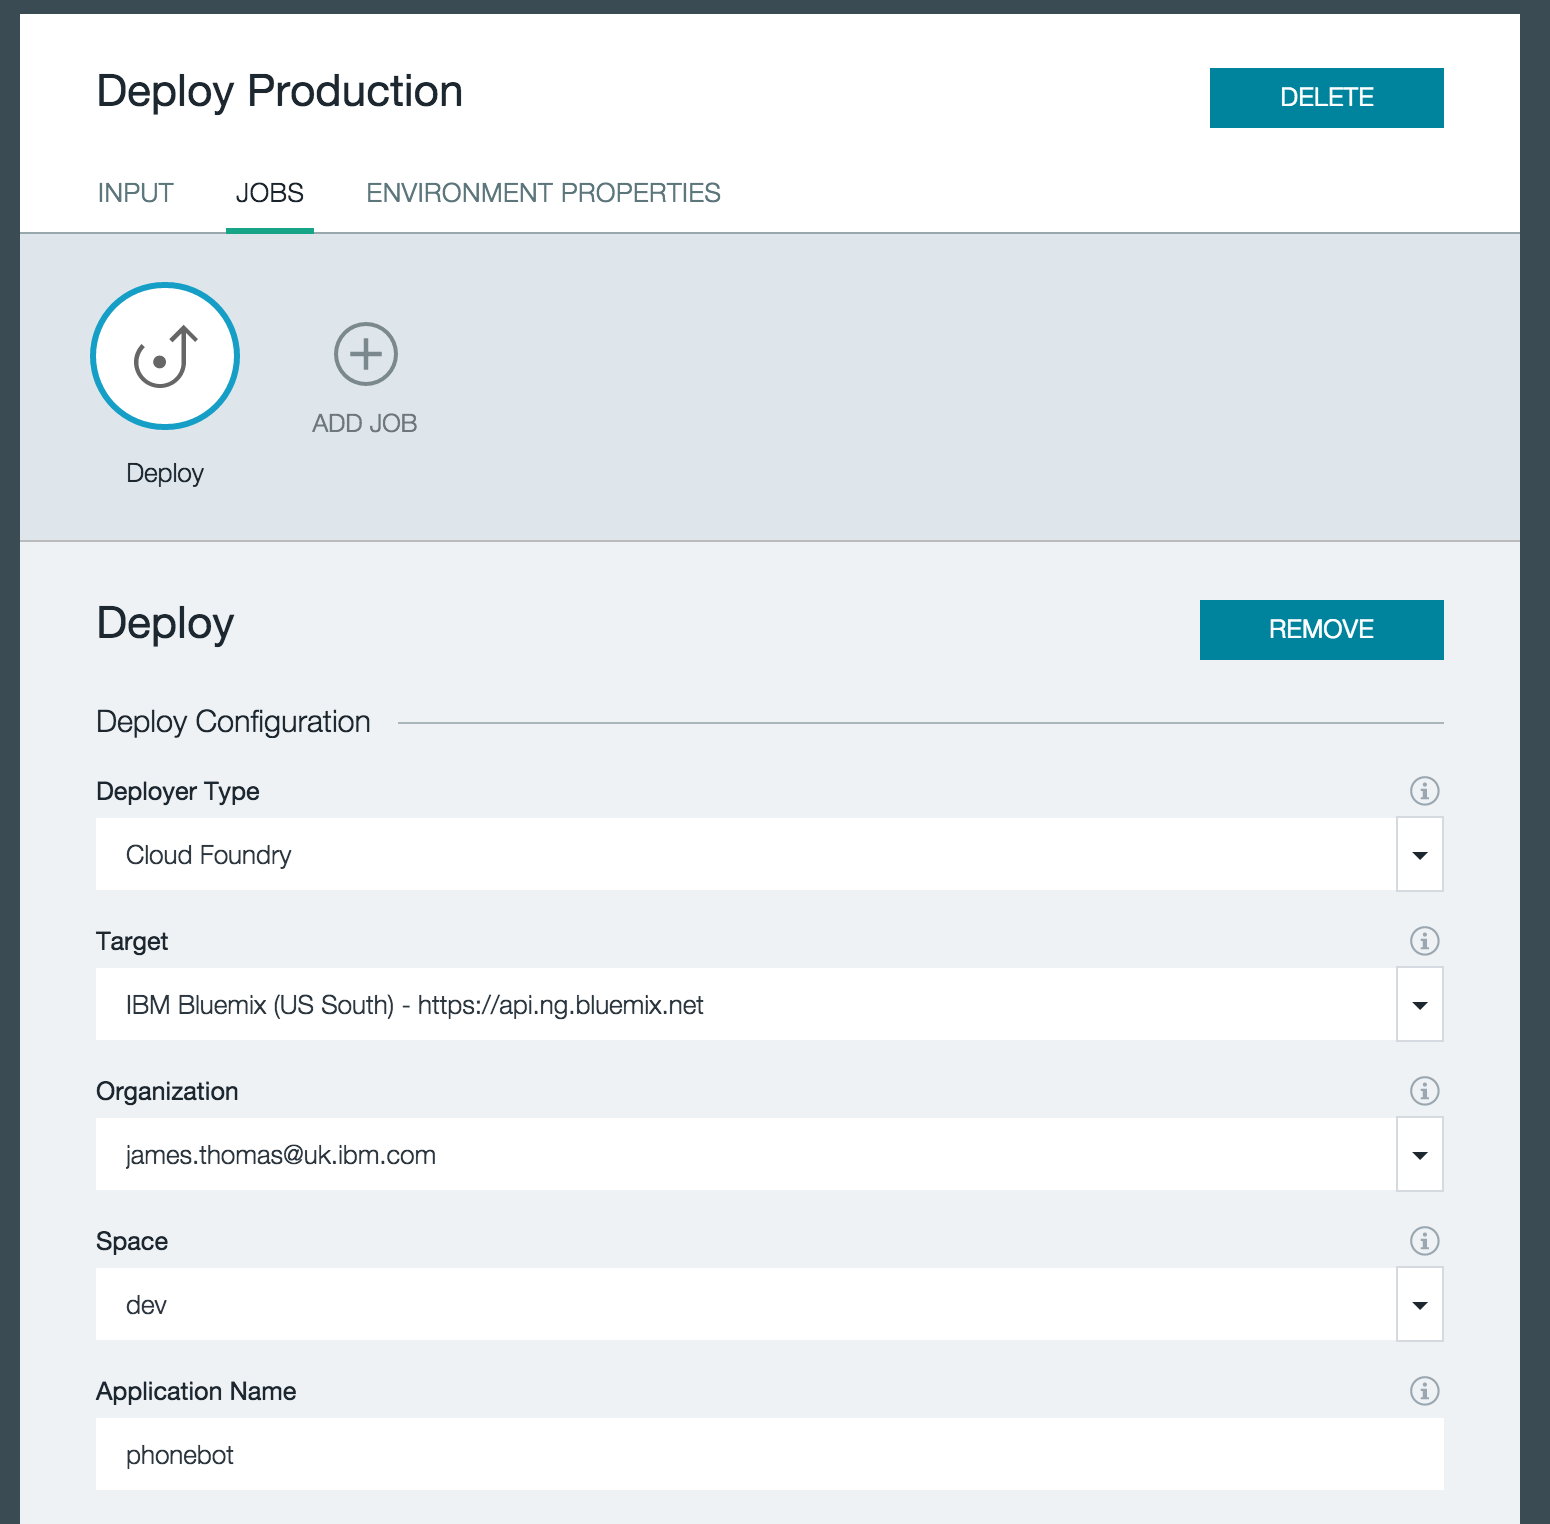 Deploy Production
DELETE
INPUT JOBS ENVIRONMENT PROPERTIES
ADD JOB
Deploy
Deploy
REMOVE
Deploy Configuration
Deployer Type
Cloud Foundry
Target
IBM Bluemix (US South) - https://api.ng.bluemix.net
Organization
james.thomas@uk.ibm.com
Space
dev
Application Name
phonebot